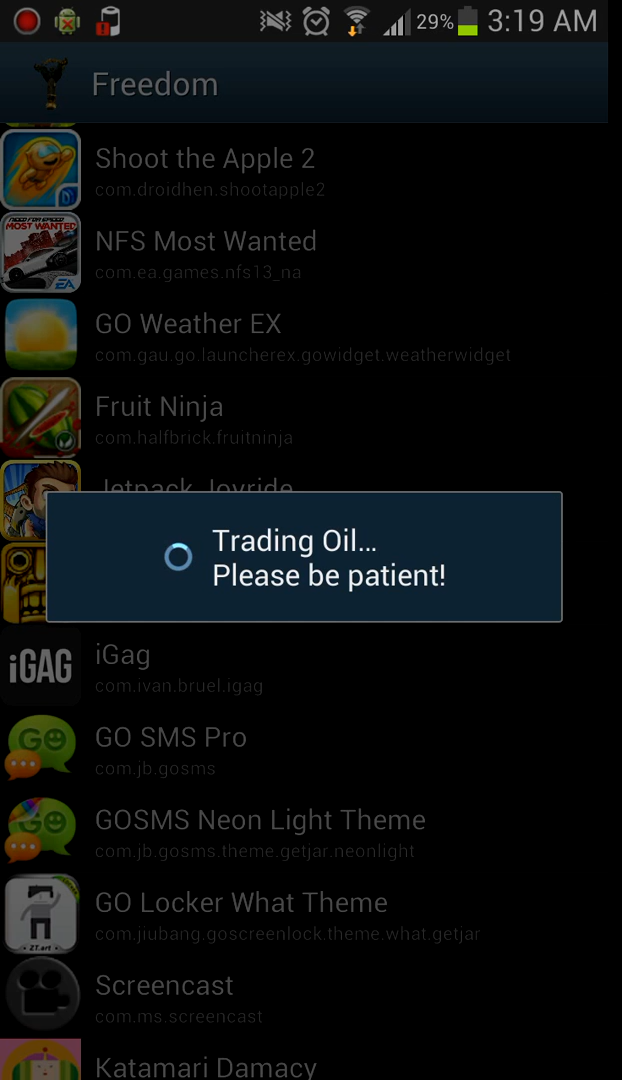 29% 3:19 AM
Freedom
Shoot the Apple 2
com.droidhen.shootapple2
NEED FOR SPEED
MOST WANTED
EA
NFS Most Wanted
com.ea.games.nfs13_na
GO Weather EX
com.gau.go.launcherex.gowidget.weatherwidget
Fruit Ninja
com.halfbrick.fruitninja
Jetpack Joyride
Trading Oil...
Please be patient!
iGAG
iGag
com.ivan.bruel.igag
GO
GO SMS Pro
com.jb.gosms
GO
GOSMS Neon Light Theme
com.jb.gosms.theme.getjar.neonlight
ZT.art
GO Locker What Theme
com.jiubang.goscreenlock.theme.what.getjar
Screencast
com.ms.screencast
Katamari Damacy